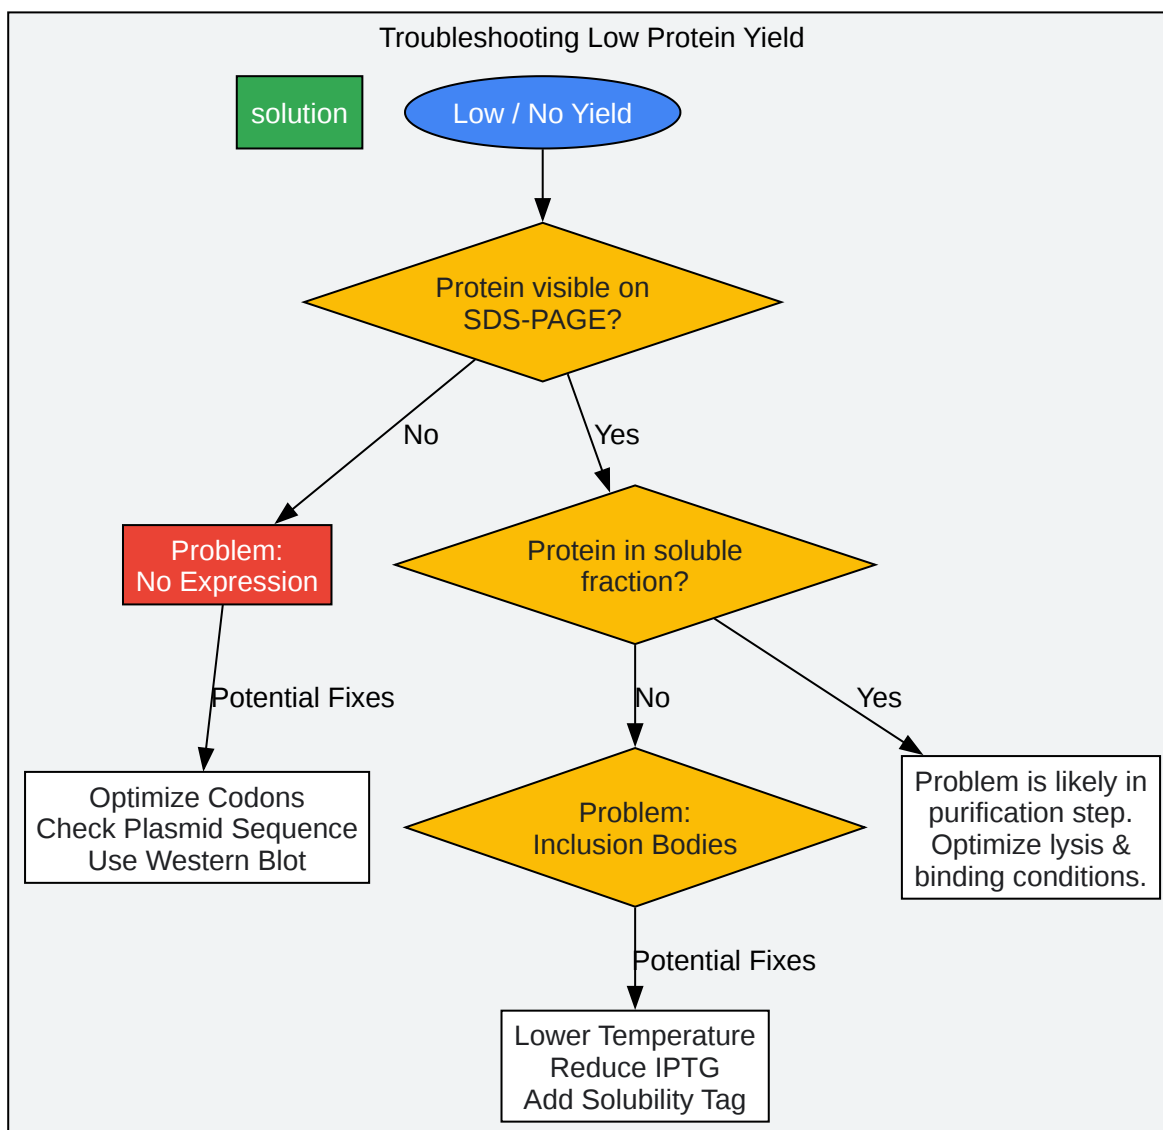 Troubleshooting Low Protein Yield
solution
Low / No Yield
Protein visible on
SDS-PAGE?
No
Yes
Problem:
No Expression
Protein in soluble
fraction?
Potential Fixes
No
Yes
Optimize Codons
Check Plasmid Sequence
Use Western Blot
Problem:
Inclusion Bodies
Problem is likely in
purification step.
Optimize lysis &
binding conditions.
Potential Fixes
Lower Temperature
Reduce IPTG
Add Solubility Tag